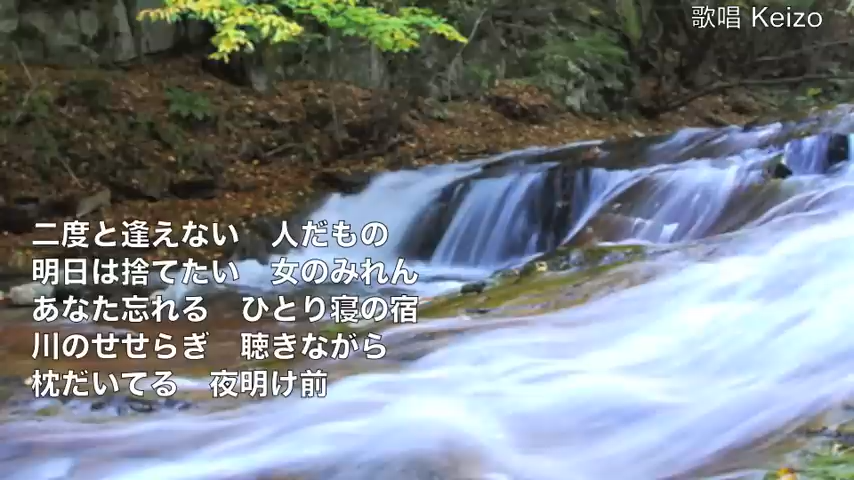 歌唱 Keizo
二度と逢えない　人だもの
明日は捨てたい　女のみれん
あなた忘れる　ひとり寝の宿
川のせせらぎ　聴きながら
枕だいてる　夜明け前